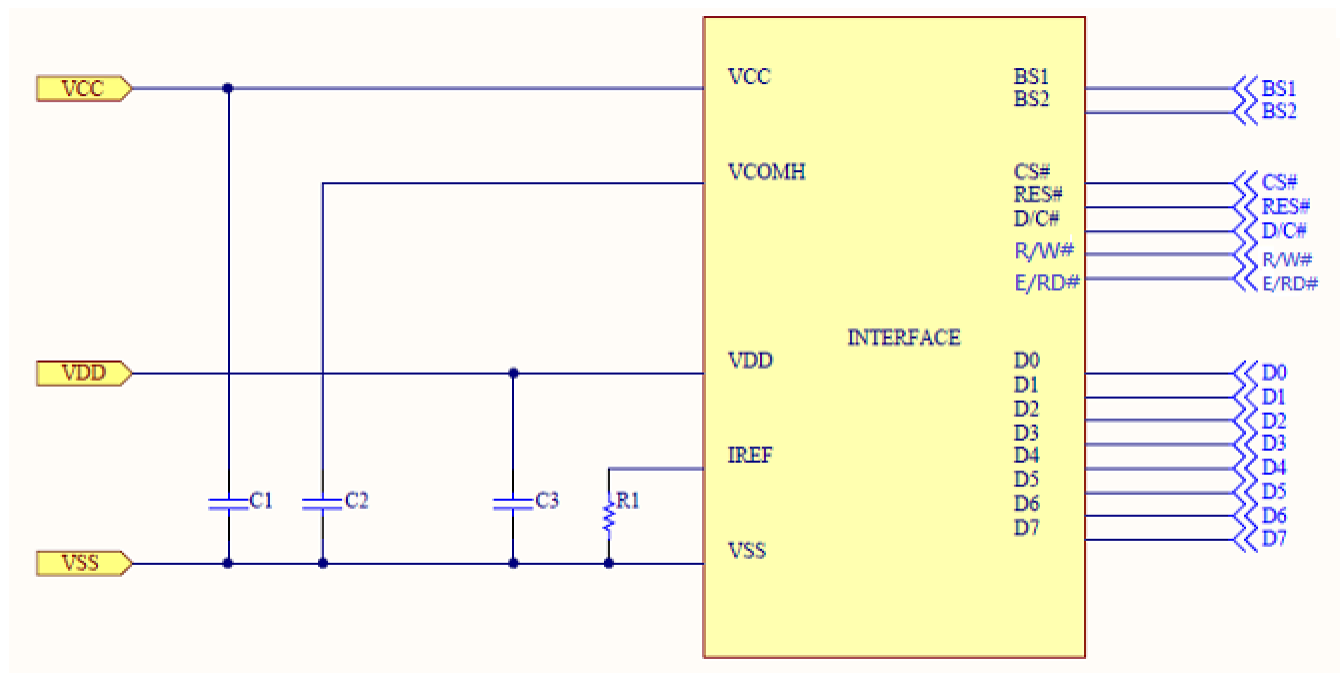 VCC
VDD
VSS
C1
C2
C3
R1
VCC
VCOMH
VDD
IREF
VSS
INTERFACE
BS1
BS2
CS#
RES#
D/C#
R/W#
E/RD#
D0
D1
D2
D3
D4
D5
D6
D7
BS1
BS2
CS#
RES#
D/C#
R/W#
E/RD#
D0
D1
D2
D3
D4
D5
D6
D7